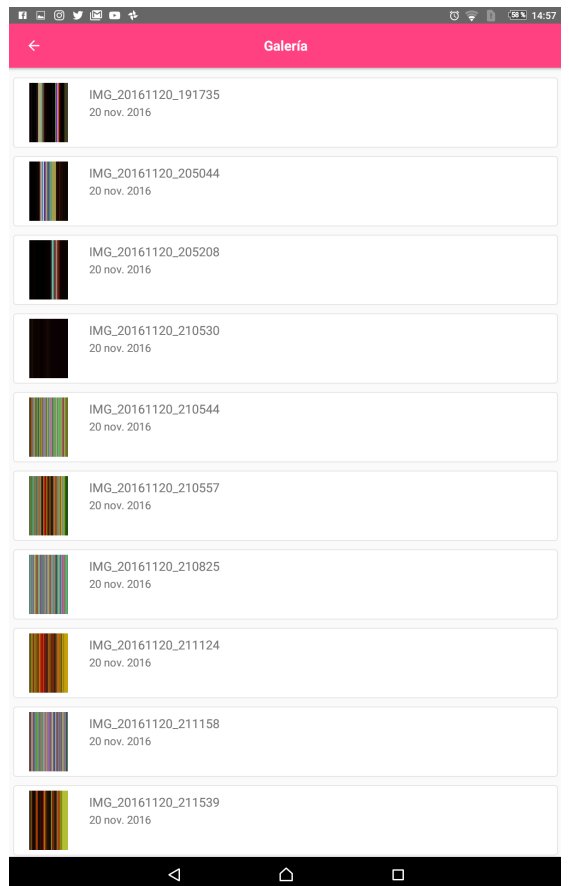 58% 14:57
Galería
IMG_20161120_191735
20 nov. 2016
IMG_20161120_205044
20 nov. 2016
IMG_20161120_205208
20 nov. 2016
IMG_20161120_210530
20 nov. 2016
IMG_20161120_210544
20 nov. 2016
IMG_20161120_210557
20 nov. 2016
IMG_20161120_210825
20 nov. 2016
IMG_20161120_211124
20 nov. 2016
IMG_20161120_211158
20 nov. 2016
IMG_20161120_211539
20 nov. 2016